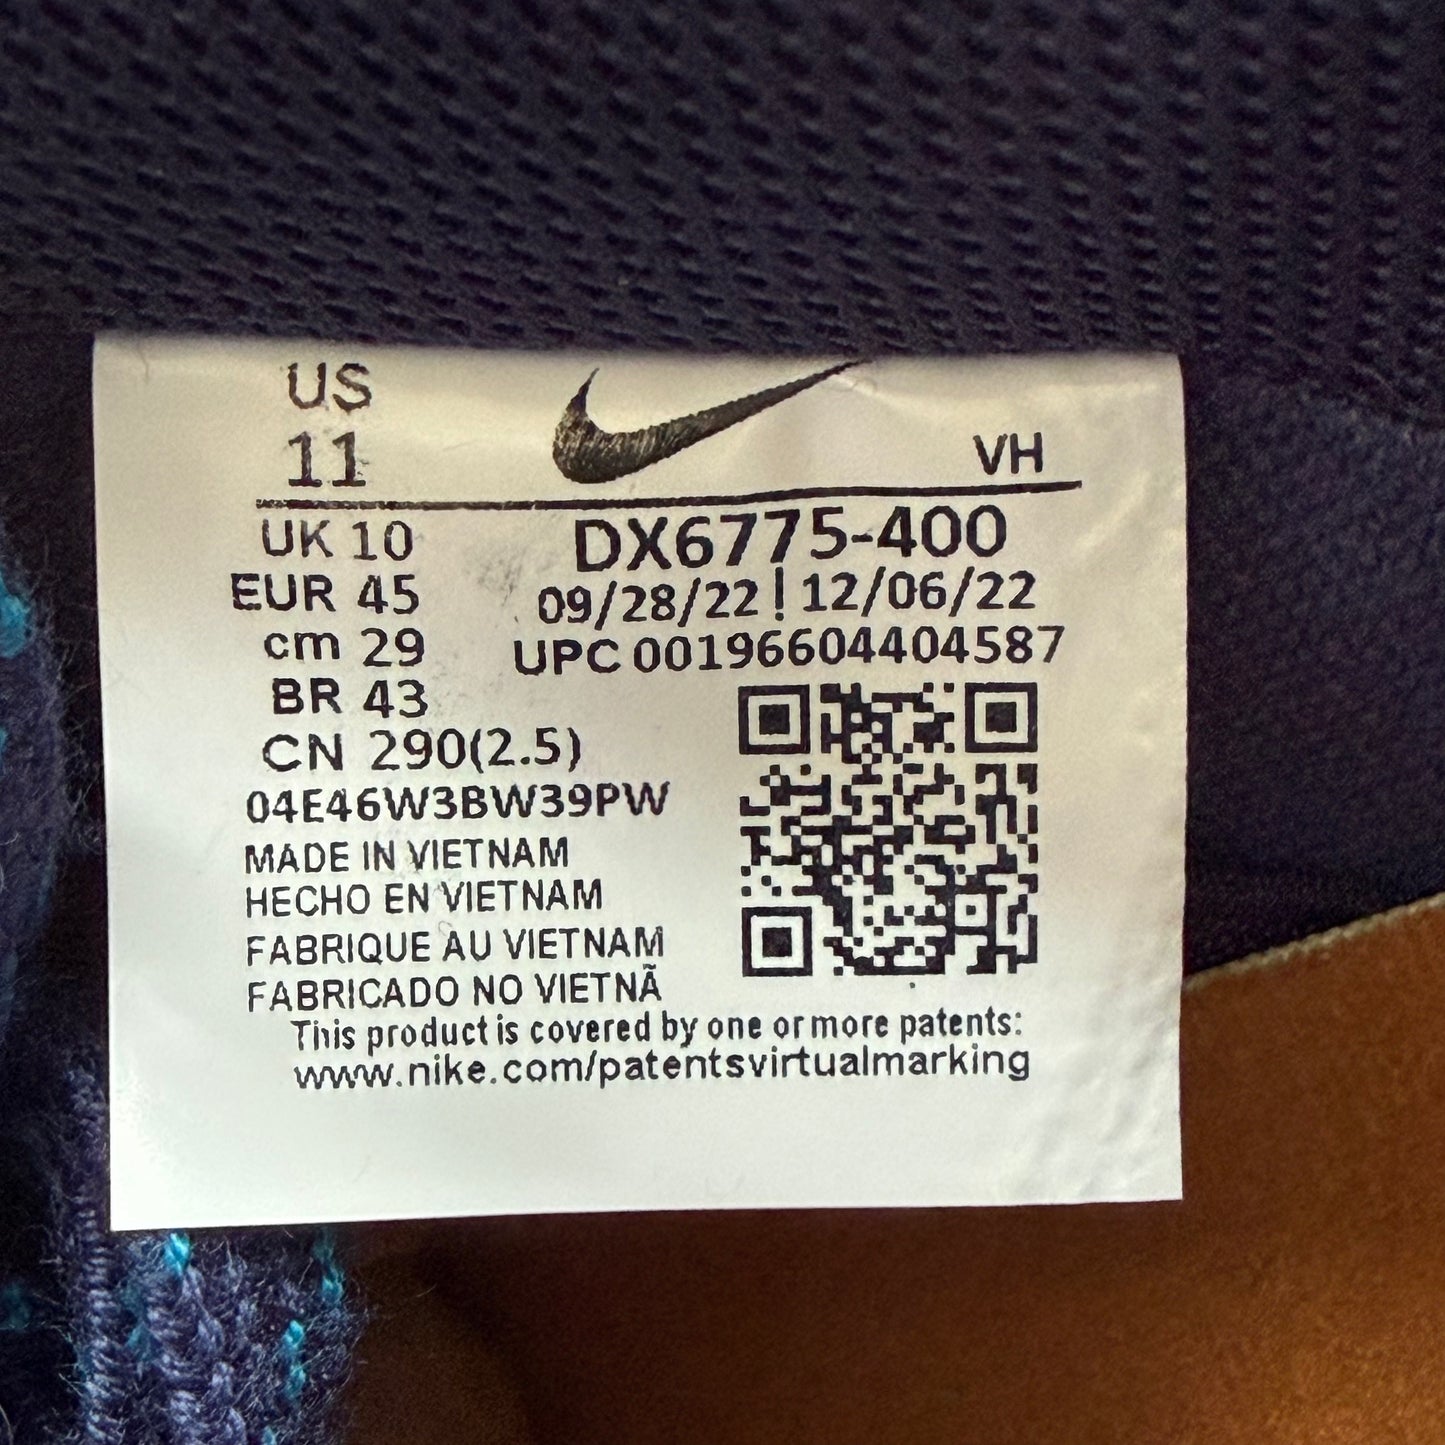 US
11
VH
UK 10
DX6775-400
EUR 45
09/28/22 ! 12/06/22
cm 29
UPC 00196604404587
BR 43
CN 290(2.5)
04E46W3BW39PW
MADE IN VIETNAM
HECHO EN VIETNAM
FABRIQUE AU VIETNAM
FABRICADO NO VIETNÃ
This product is covered by one or more patents:
www.nike.com/patentsvirtualmarking